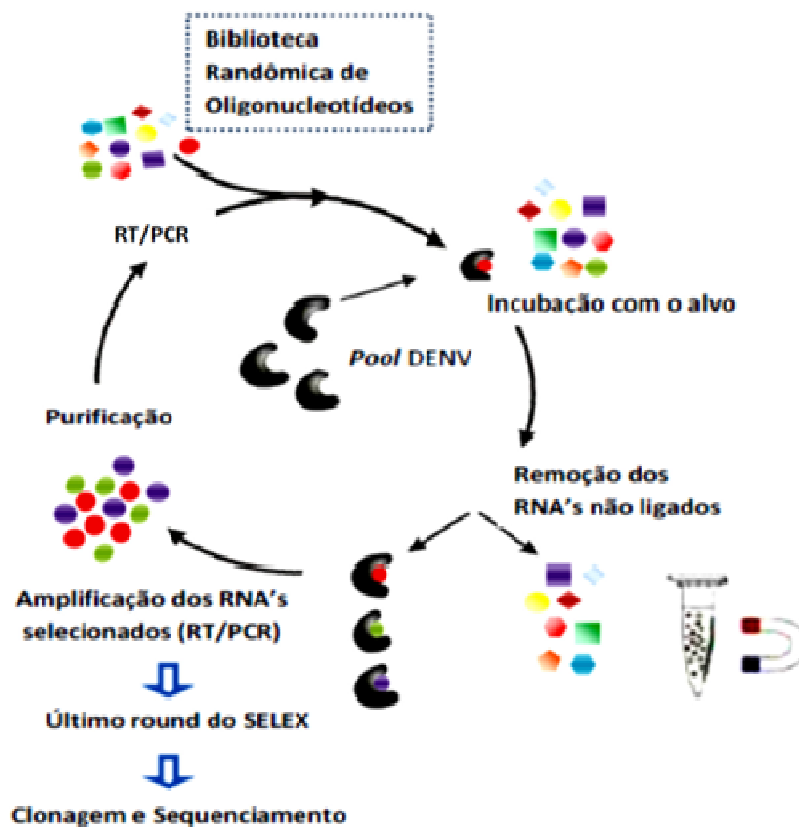 Biblioteca
Randômica de
Oligonucleotídeos
RT/PCR
Incubação com o alvo
Pool DENV
Purificação
Remoção dos
RNA's não ligados
Amplificação dos RNA's
selecionados (RT/PCR)
Último round do SELEX
Clonagem e Sequenciamento